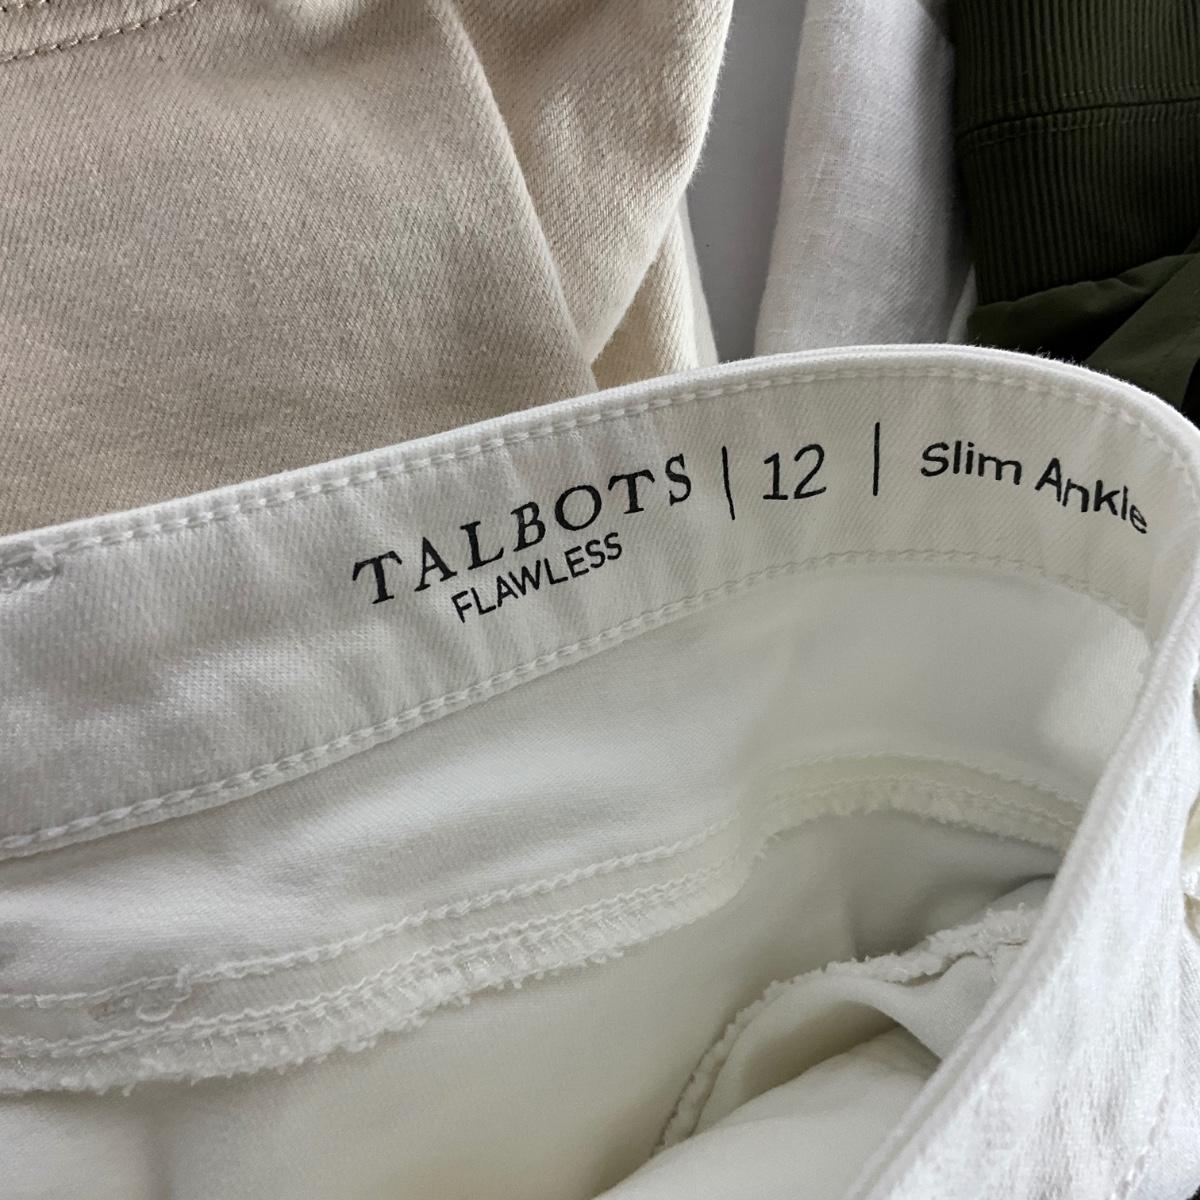 TALBOTS | 12 | Slim Ankle
FLAWLESS